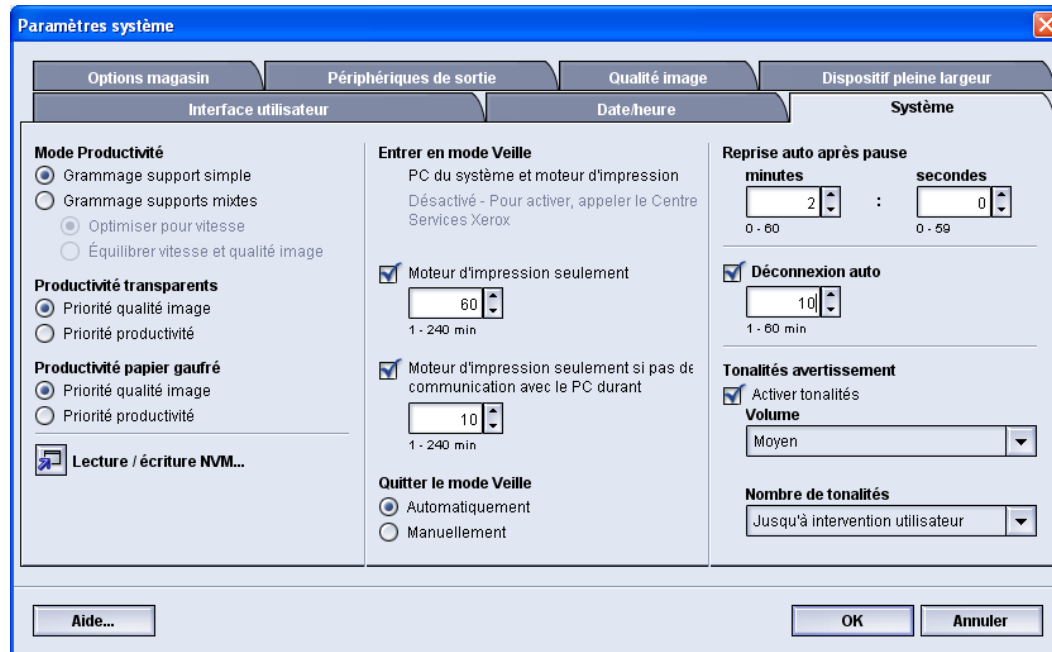 Paramètres système
Options magasin
Périphériques de sortie
Qualité image
Dispositif pleine largeur
Interface utilisateur
Date/heure
Système
Mode Productivité
Grammage support simple
Grammage supports mixtes
Optimiser pour vitesse
Équilibrer vitesse et qualité image
Productivité transparents
Priorité qualité image
Priorité productivité
Productivité papier gaufré
Priorité qualité image
Priorité productivité
Lecture / écriture NVM...
Entrer en mode Veille
PC du système et moteur d'impression
Désactivé - Pour activer, appeler le Centre
Services Xerox
Moteur d'impression seulement
60
1 - 240 min
Moteur d'impression seulement si pas de
communication avec le PC durant
10
1 - 240 min
Quitter le mode Veille
Automatiquement
Manuellement
Reprise auto après pause
minutes secondes
2 : 0
0 - 60 0 - 59
Déconnexion auto
10
1 - 60 min
Tonalités avertissement
Activer tonalités
Volume
Moyen
Nombre de tonalités
Jusqu'à intervention utilisateur
Aide...
OK
Annuler